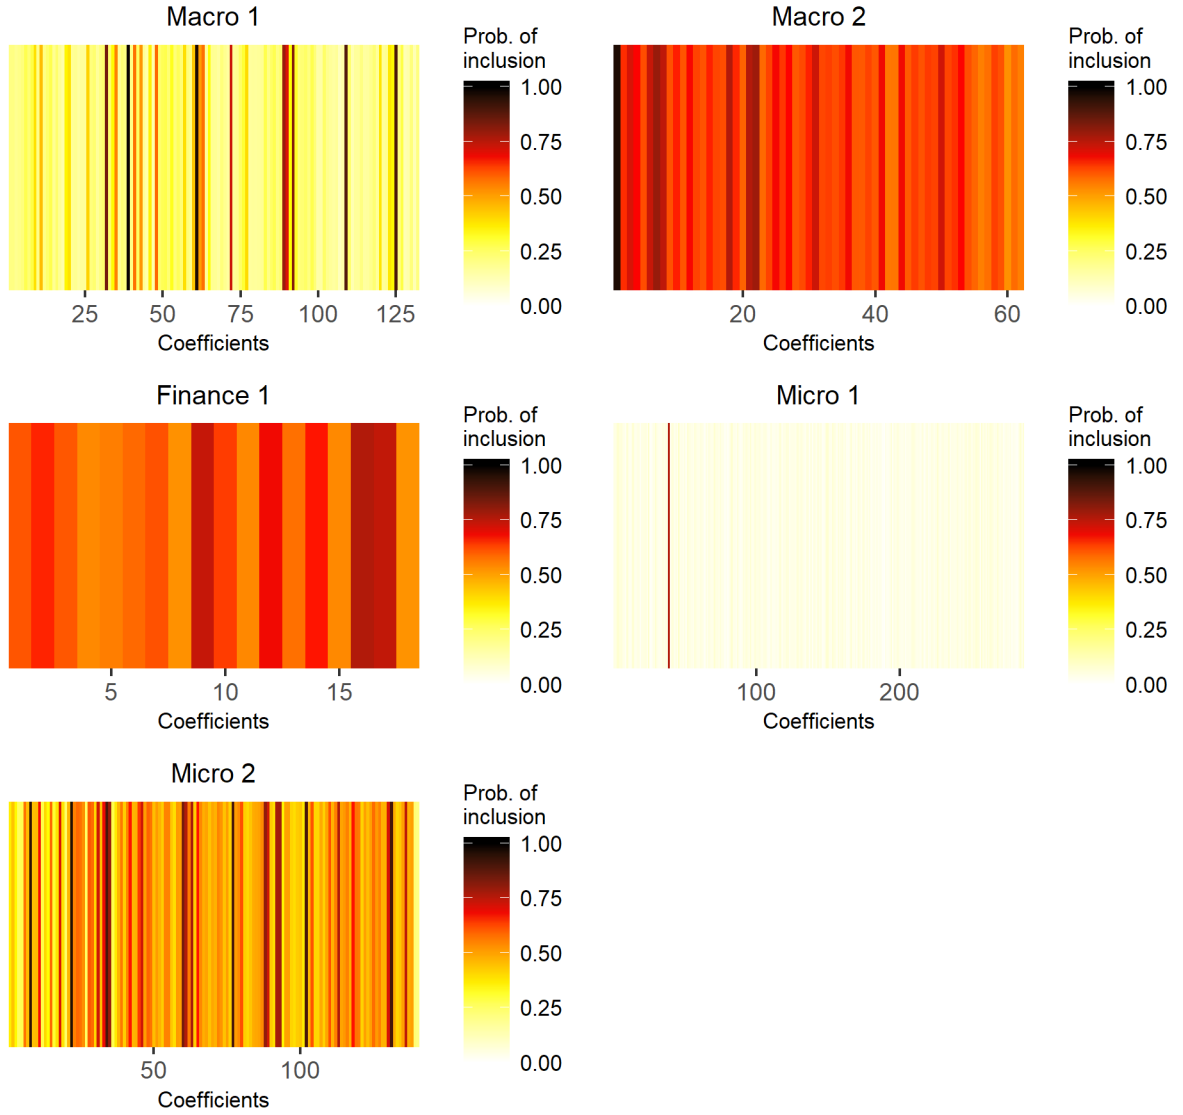 Macro 1
Prob. of
inclusion
1.00
0.75
0.50
0.25
0.00
25 50 75 100 125
Coefficients
Macro 2
Prob. of
inclusion
1.00
0.75
0.50
0.25
0.00
20 40 60
Coefficients
Finance 1
Prob. of
inclusion
1.00
0.75
0.50
0.25
0.00
5 10 15
Coefficients
Micro 1
Prob. of
inclusion
1.00
0.75
0.50
0.25
0.00
100 200
Coefficients
Micro 2
Prob. of
inclusion
1.00
0.75
0.50
0.25
0.00
50 100
Coefficients